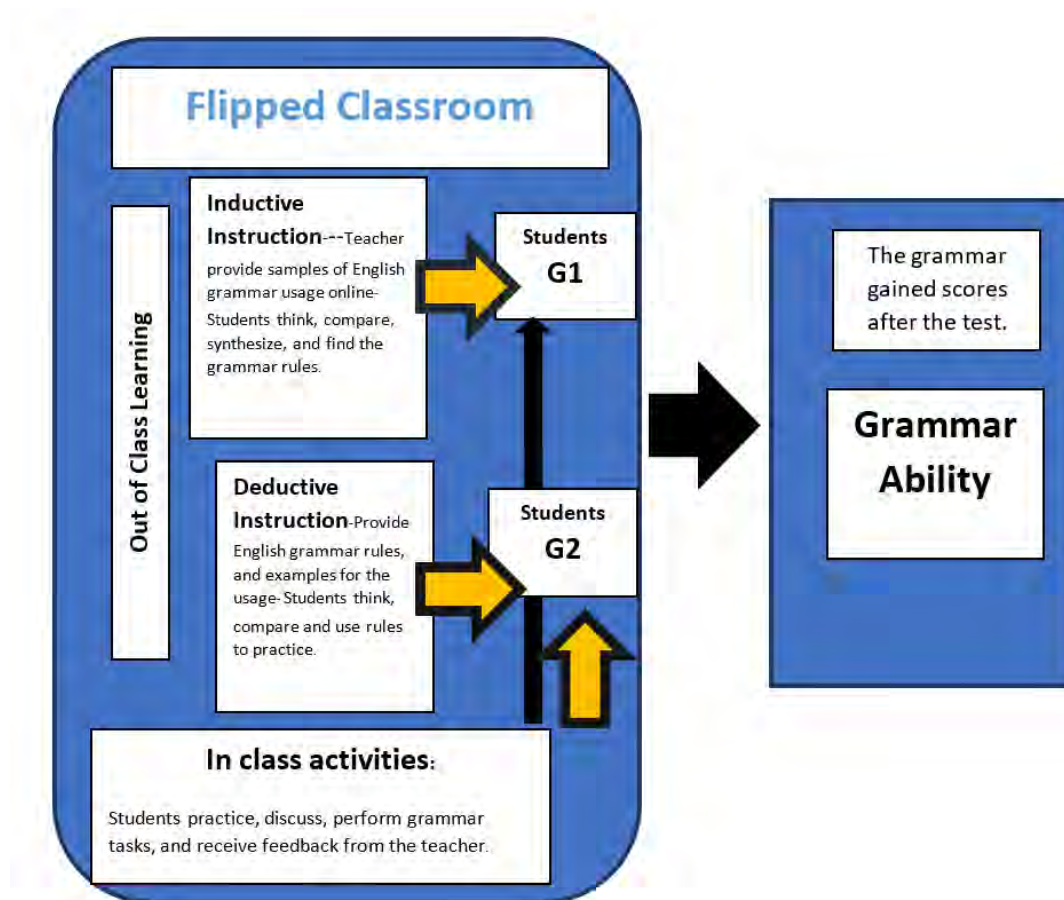 Flipped Classroom
Out of Class Learning
Inductive
Instruction---Teacher
provide samples of English
grammar usage online-
Students think, compare,
synthesize, and find the
grammar rules.
Students
G1
Deductive
Instruction-Provide
English grammar rules,
and examples for the
usage- Students think,
compare and use rules
to practice.
Students
G2
In class activities:
Students practice, discuss, perform grammar
tasks, and receive feedback from the teacher.
The grammar
gained scores
after the test.
Grammar
Ability